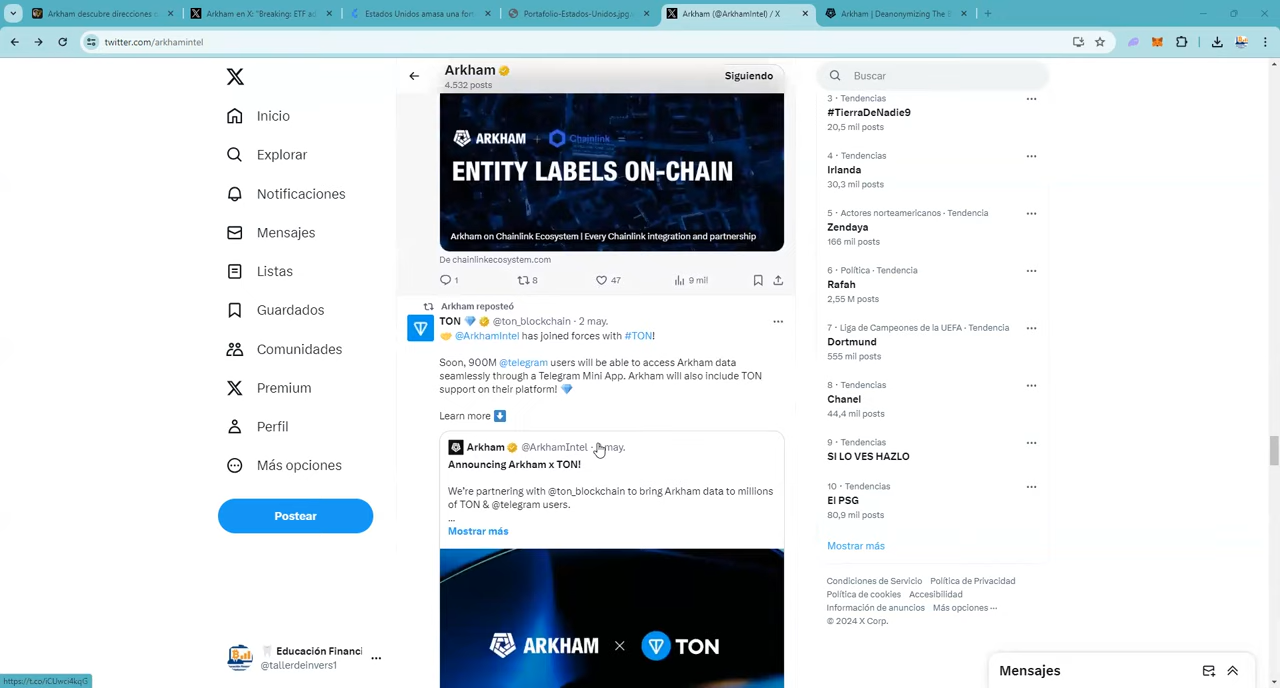 Arkham descubre direcciones
Arkham en X: "Breaking: ETF
Estados Unidos amasa una for
Portafolio-Estados-Unidos.jpg
Arkham (@ArkhamIntel) / X
Arkham | Deanonymizing The
twitter.com/arkhamintel
Arkham
4.532 posts
Siguiendo
Buscar
Inicio
Explorar
Notificaciones
Mensajes
Listas
Guardados
Comunidades
Premium
Perfil
Más opciones
Postear
Educación Financi
@tallerdeinvers1
https://t.co/iCUwci4kqG
ARKHAM + Chainlink
ENTITY LABELS ON-CHAIN
Arkham on Chainlink Ecosystem | Every Chainlink integration and partnership
De chainlinkecosystem.com
1 8 47 9 mil
Arkham reposteó
TON @ton_blockchain · 2 may.
@ArkhamIntel has joined forces with #TON!
Soon, 900M @telegram users will be able to access Arkham data
seamlessly through a Telegram Mini App. Arkham will also include TON
support on their platform!
Learn more
Arkham @ArkhamIntel · may.
Announcing Arkham x TON!
We're partnering with @ton_blockchain to bring Arkham data to millions
of TON & @telegram users.
...
Mostrar más
ARKHAM × TON
3 · Tendencias
#TierraDeNadie9
20,5 mil posts
4 · Tendencias
Irlanda
30,3 mil posts
5 · Actores norteamericanos · Tendencia
Zendaya
166 mil posts
6 · Política · Tendencia
Rafah
2,55 M posts
7 · Liga de Campeones de la UEFA · Tendencia
Dortmund
555 mil posts
8 · Tendencias
Chanel
44,4 mil posts
9 · Tendencias
SI LO VES HAZLO
10 · Tendencias
El PSG
80,9 mil posts
Mostrar más
Condiciones de Servicio Política de Privacidad
Política de cookies Accesibilidad
Información de anuncios Más opciones ···
© 2024 X Corp.
Mensajes